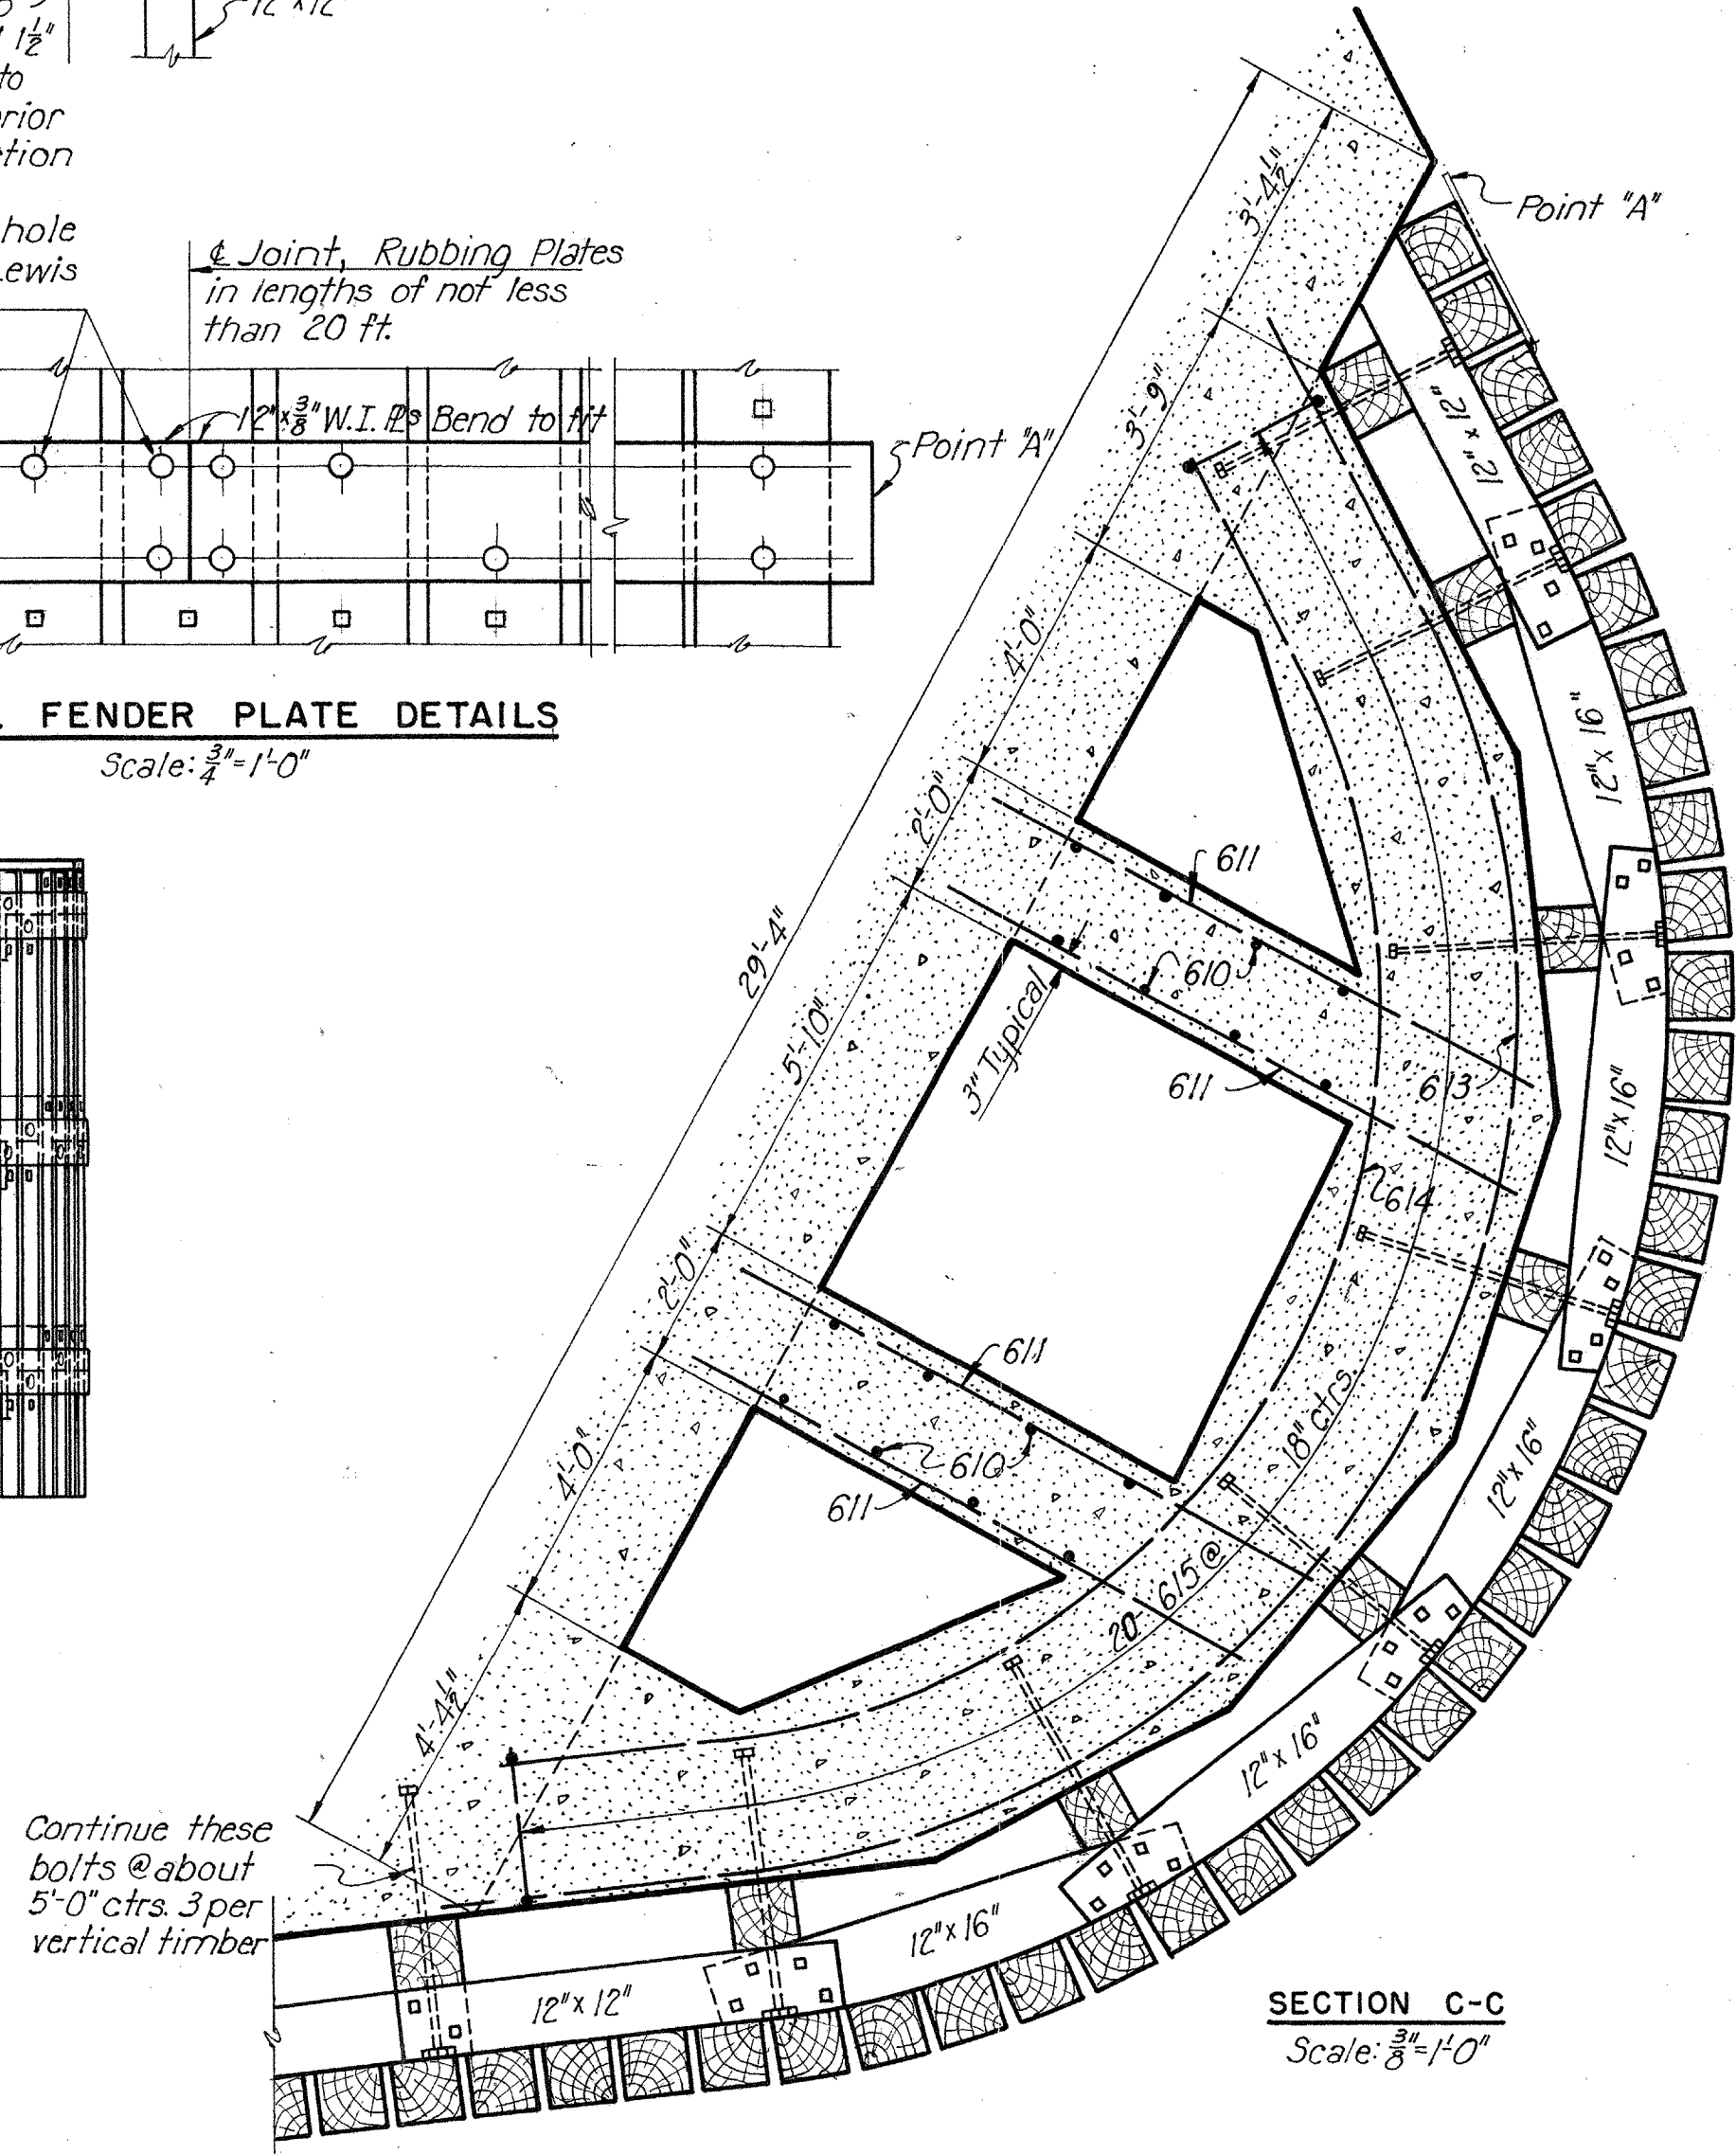 1½"
12"x12"
to
hole
₵ Joint, Rubbing Plates
in lengths of not less
than 20 ft.
12"x⅜" W.I. PLs Bend to fit
Point "A"
FENDER PLATE DETAILS
Scale: ¾"=1'-0"
Point "A"
3'-4½"
3'-9"
4'-0"
2'-0"
29'-4"
5'-10"
2'-0"
4'-0"
4'-4½"
12" x 12"
12" x 16"
12" x 16"
12" x 16"
12" x 16"
12" x 16"
12" x 12"
611
610
3" Typical
611
613
614
611
610
611
18" ctrs.
20-615 @
Continue these
bolts @ about
5'-0" ctrs. 3 per
vertical timber
SECTION C-C
Scale: ⅜"=1'-0"